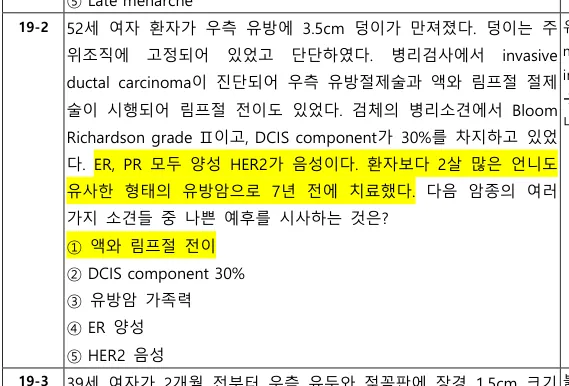 ⑤ Late menarche
19-2 52세 여자 환자가 우측 유방에 3.5cm 덩이가 만져졌다. 덩이는 주
위조직에 고정되어 있었고 단단하였다. 병리검사에서 invasive
ductal carcinoma이 진단되어 우측 유방절제술과 액와 림프절 절제
술이 시행되어 림프절 전이도 있었다. 검체의 병리소견에서 Bloom
Richardson grade Ⅱ이고, DCIS component가 30%를 차지하고 있었
다. ER, PR 모두 양성 HER2가 음성이다. 환자보다 2살 많은 언니도
유사한 형태의 유방암으로 7년 전에 치료했다. 다음 암종의 여러
가지 소견들 중 나쁜 예후를 시사하는 것은?
① 액와 림프절 전이
② DCIS component 30%
③ 유방암 가족력
④ ER 양성
⑤ HER2 음성
19-3 39세 여자가 2개월 전부터 우측 유두와 젖꼭판에 장경 1.5cm 크기